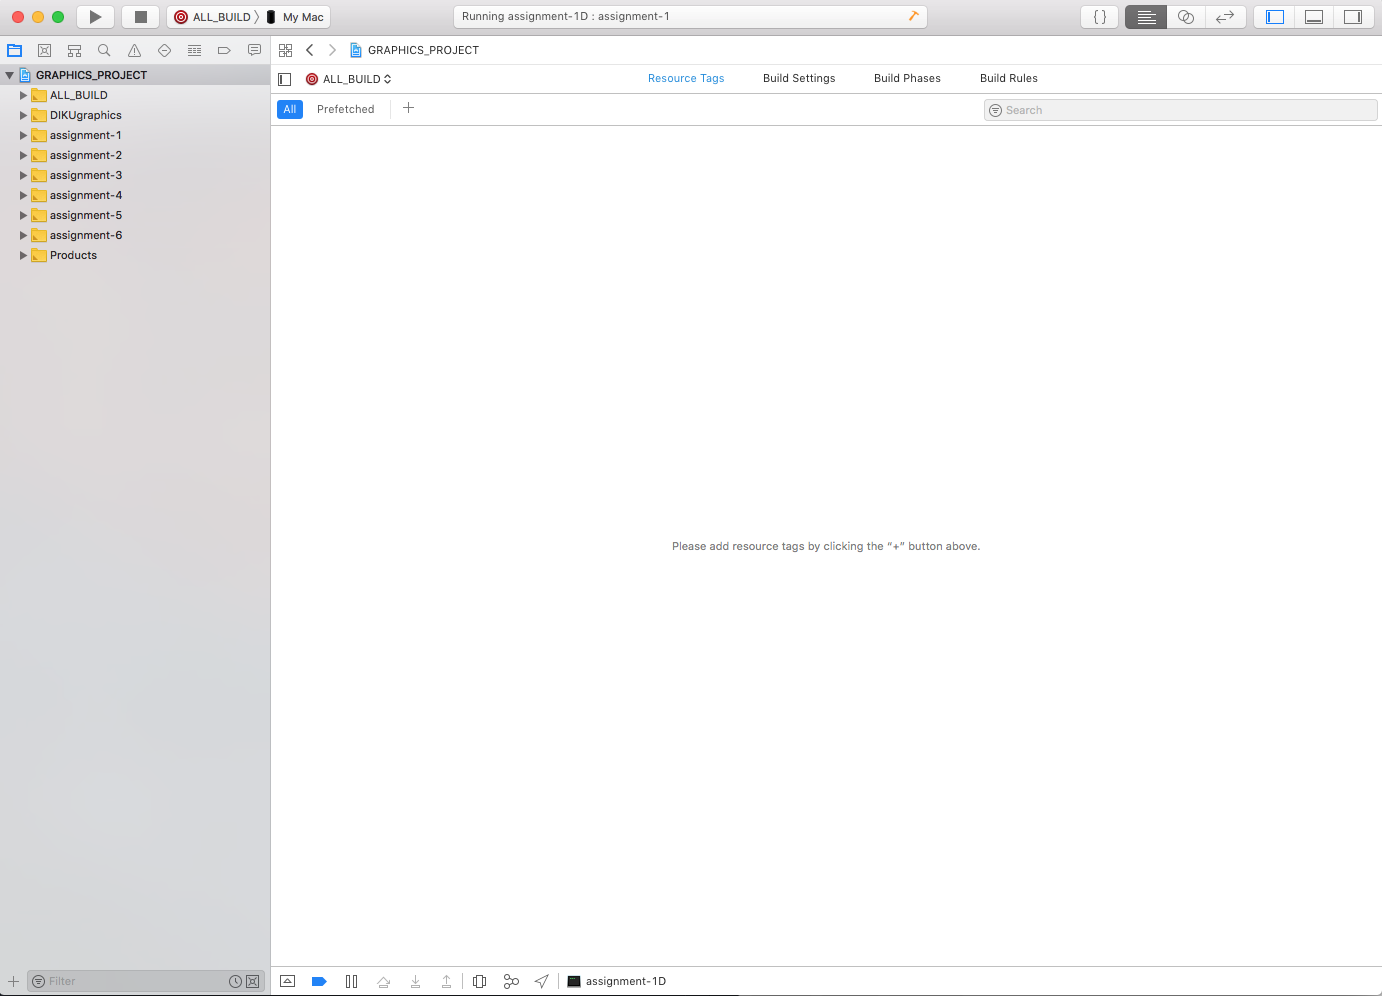 ALL_BUILD My Mac Running assignment-1D : assignment-1 { }
GRAPHICS_PROJECT
GRAPHICS_PROJECT
ALL_BUILD Resource Tags Build Settings Build Phases Build Rules
All Prefetched + Search
ALL_BUILD
DIKUgraphics
assignment-1
assignment-2
assignment-3
assignment-4
assignment-5
assignment-6
Products
Please add resource tags by clicking the “+” button above.
+ Filter
assignment-1D